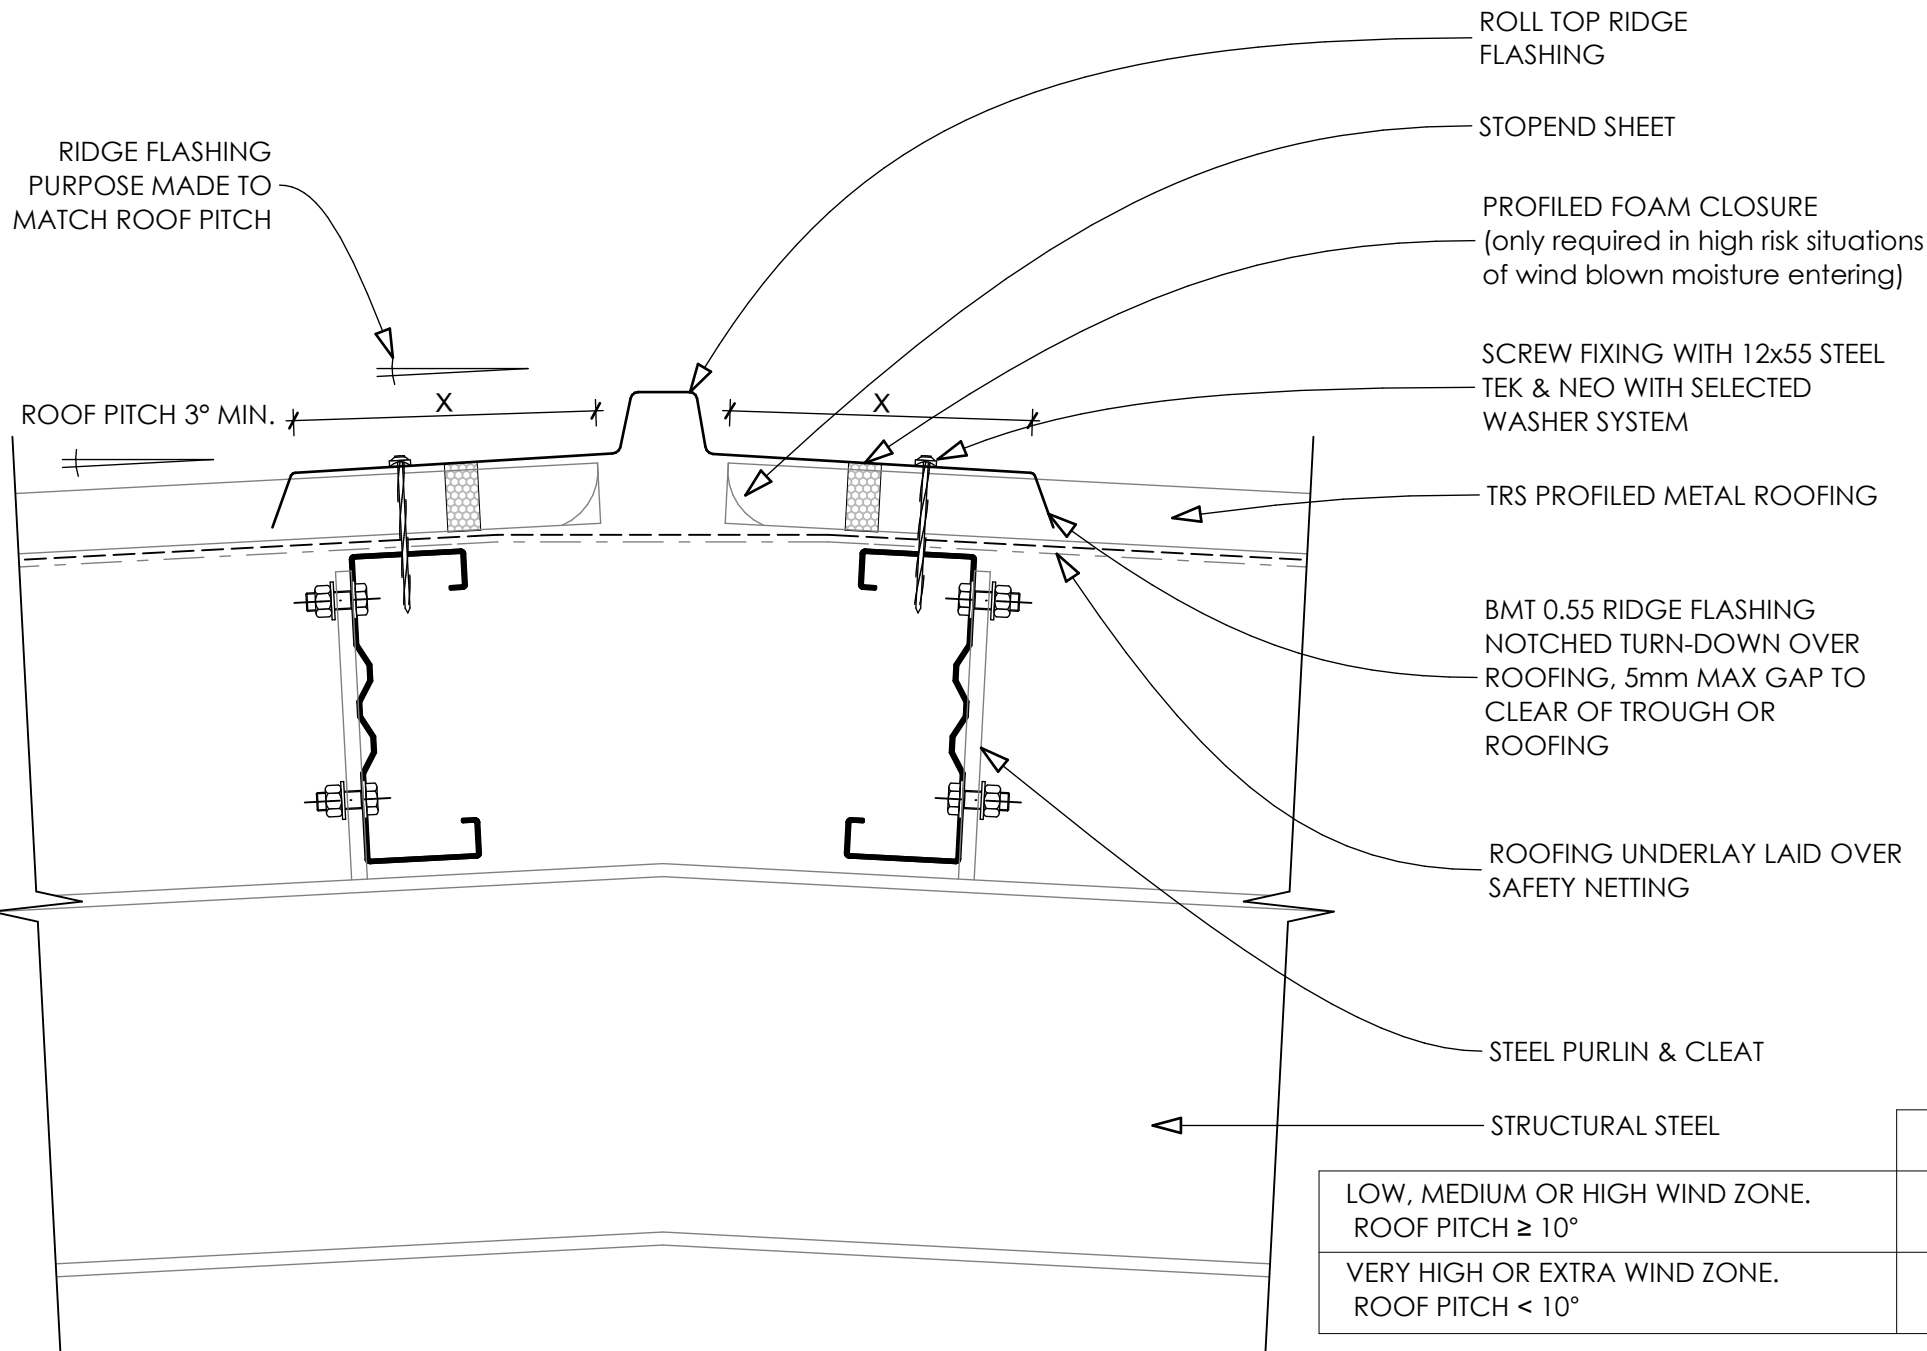 ROLL TOP RIDGE
FLASHING
STOPEND SHEET
RIDGE FLASHING
PURPOSE MADE TO
MATCH ROOF PITCH
PROFILED FOAM CLOSURE
(only required in high risk situations
of wind blown moisture entering)
SCREW FIXING WITH 12x55 STEEL
TEK & NEO WITH SELECTED
WASHER SYSTEM
ROOF PITCH 3° MIN.
X
X
TRS PROFILED METAL ROOFING
BMT 0.55 RIDGE FLASHING
NOTCHED TURN-DOWN OVER
ROOFING, 5mm MAX GAP TO
CLEAR OF TROUGH OR
ROOFING
ROOFING UNDERLAY LAID OVER
SAFETY NETTING
STEEL PURLIN & CLEAT
STRUCTURAL STEEL
LOW, MEDIUM OR HIGH WIND ZONE.
ROOF PITCH ≥ 10°
VERY HIGH OR EXTRA WIND ZONE.
ROOF PITCH < 10°